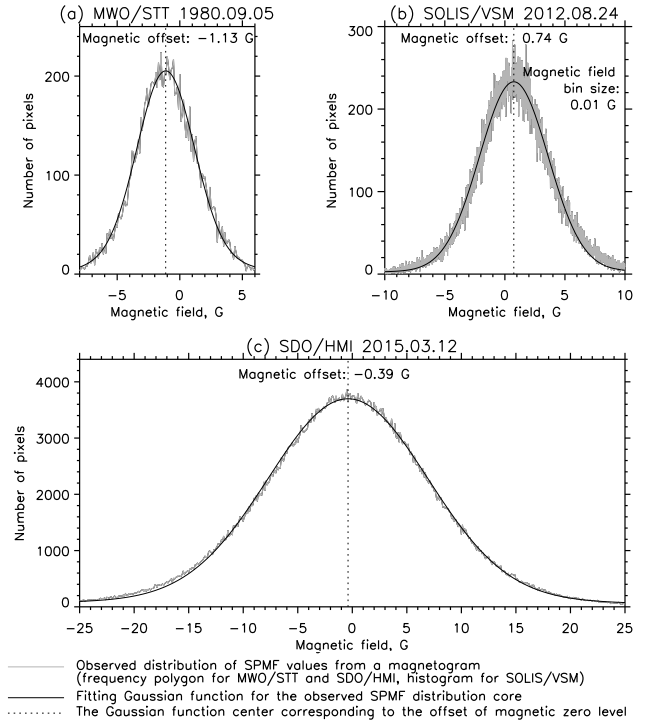 (a) MWO/STT 1980.09.05
Magnetic offset: −1.13 G
200
100
0
Number of pixels
−5 0 5
Magnetic field, G
(b) SOLIS/VSM 2012.08.24
Magnetic offset: 0.74 G
Magnetic field
bin size:
0.01 G
300
200
100
0
Number of pixels
−10 −5 0 5 10
Magnetic field, G
(c) SDO/HMI 2015.03.12
Magnetic offset: −0.39 G
4000
3000
2000
1000
0
Number of pixels
−25 −20 −15 −10 −5 0 5 10 15 20 25
Magnetic field, G
Observed distribution of SPMF values from a magnetogram
(frequency polygon for MWO/STT and SDO/HMI, histogram for SOLIS/VSM)
Fitting Gaussian function for the observed SPMF distribution core
The Gaussian function center corresponding to the offset of magnetic zero level